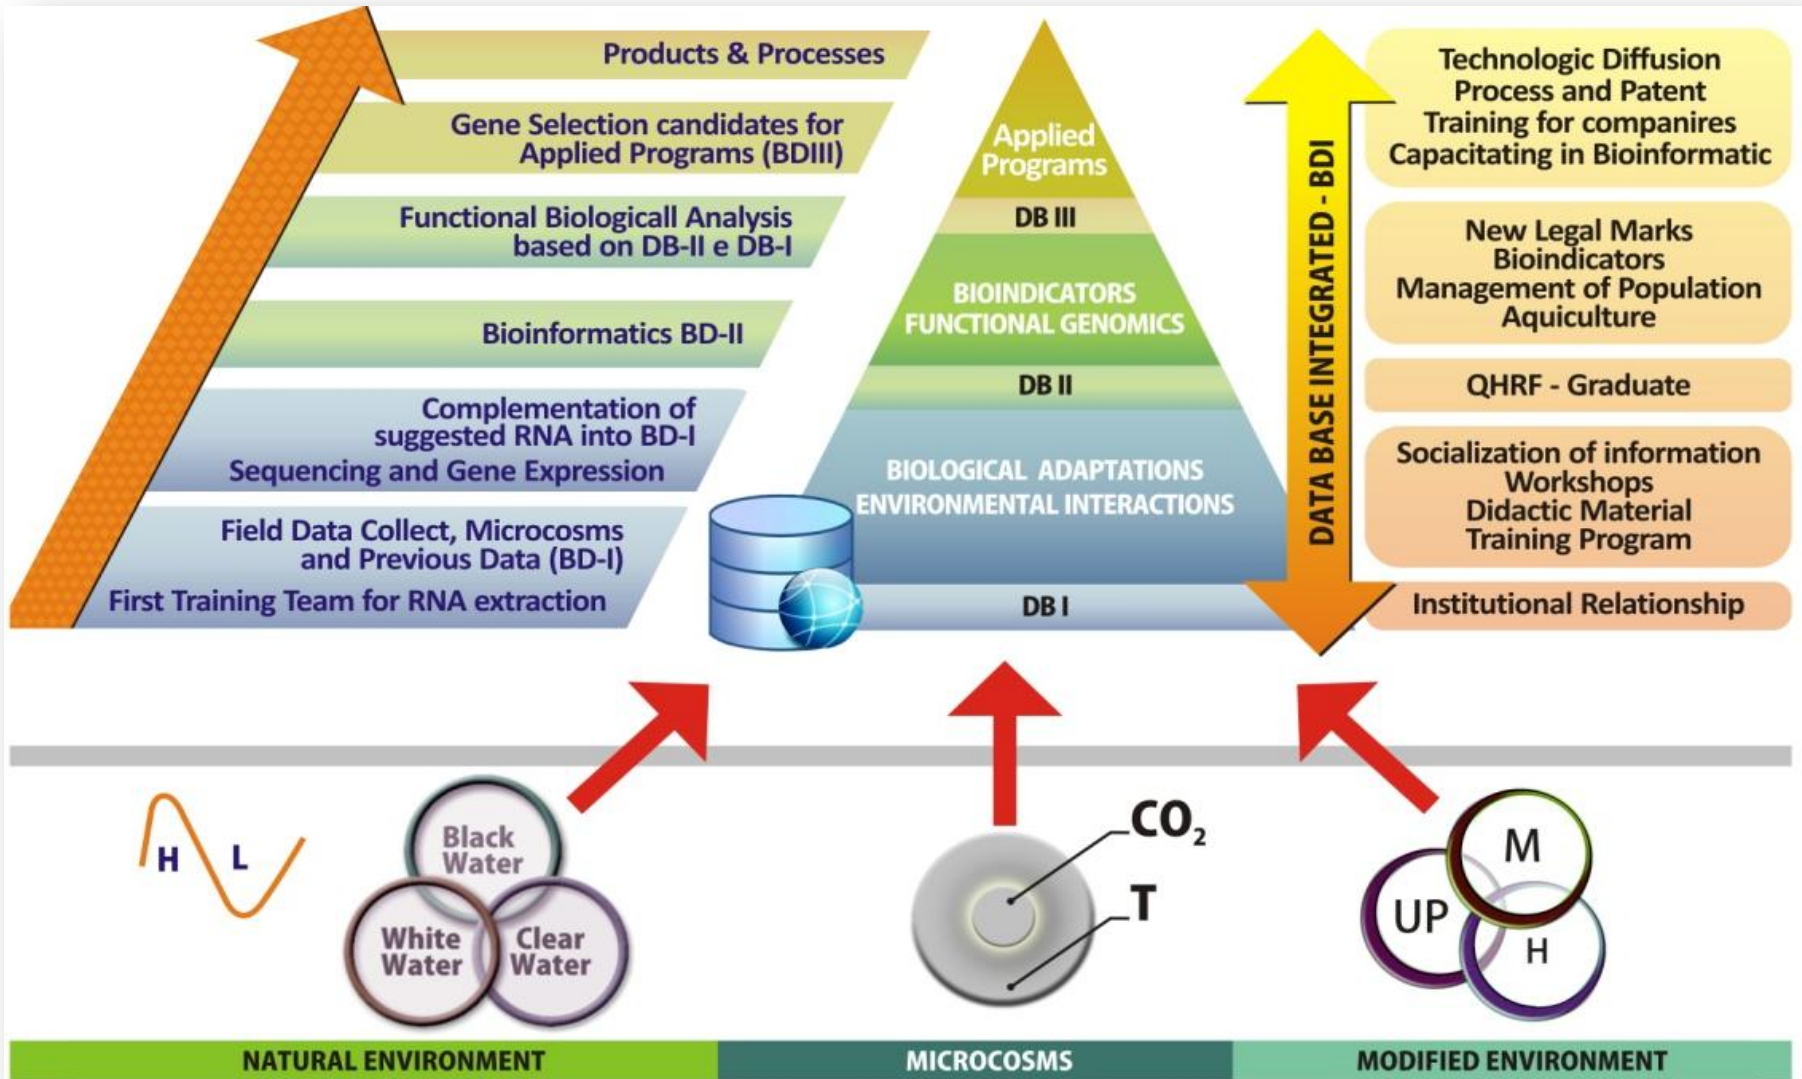 Products & Processes
Gene Selection candidates for
Applied Programs (BDIII)
Functional Biologicall Analysis
based on DB-II e DB-I
Bioinformatics BD-II
Complementation of
suggested RNA into BD-I
Sequencing and Gene Expression
Field Data Collect, Microcosms
and Previous Data (BD-I)
First Training Team for RNA extraction
Applied
Programs
DB III
BIOINDICATORS
FUNCTIONAL GENOMICS
DB II
BIOLOGICAL ADAPTATIONS
ENVIRONMENTAL INTERACTIONS
DB I
DATA BASE INTEGRATED - BDI
Technologic Diffusion
Process and Patent
Training for companires
Capacitating in Bioinformatic
New Legal Marks
Bioindicators
Management of Population
Aquiculture
QHRF - Graduate
Socialization of information
Workshops
Didactic Material
Training Program
Institutional Relationship
H L
Black
Water
White
Water
Clear
Water
CO₂
T
M
UP
H
NATURAL ENVIRONMENT
MICROCOSMS
MODIFIED ENVIRONMENT